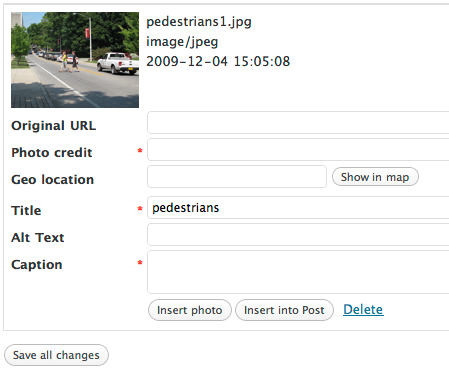 pedestrians1.jpg
image/jpeg
2009-12-04 15:05:08
Original URL
Photo credit *
Geo location Show in map
Title * pedestrians
Alt Text
Caption *
Insert photo Insert into Post Delete
Save all changes